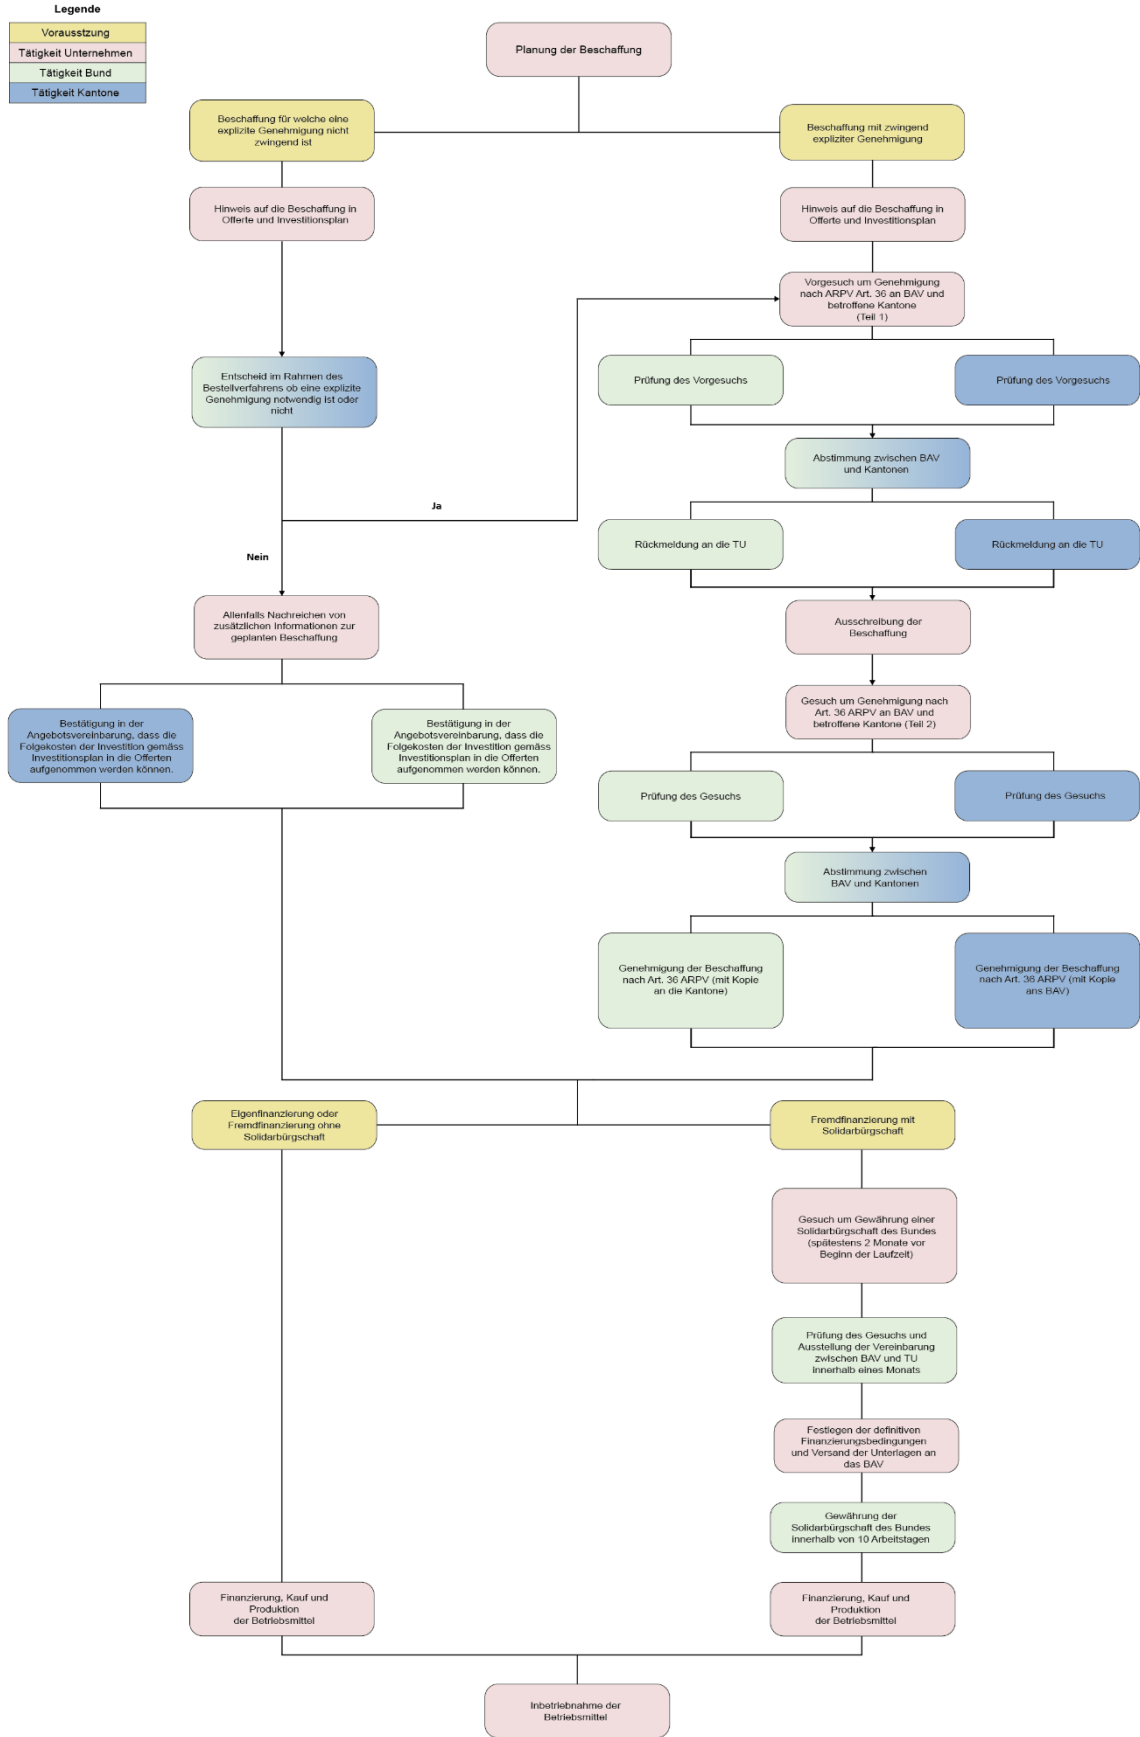 Legende
Vorausstzung
Tätigkeit Unternehmen
Tätigkeit Bund
Tätigkeit Kantone
Planung der Beschaffung
Beschaffung für welche eine
explizite Genehmigung nicht
zwingend ist
Beschaffung mit zwingend
expliziter Genehmigung
Hinweis auf die Beschaffung in
Offerte und Investitionsplan
Hinweis auf die Beschaffung in
Offerte und Investitionsplan
Vorgesuch um Genehmigung
nach ARPV Art. 36 an BAV und
betroffene Kantone
(Teil 1)
Entscheid im Rahmen des
Bestellverfahrens ob eine explizite
Genehmigung notwendig ist oder
nicht
Prüfung des Vorgesuchs
Prüfung des Vorgesuchs
Abstimmung zwischen BAV
und Kantonen
Ja
Nein
Rückmeldung an die TU
Rückmeldung an die TU
Allenfalls Nachreichen von
zusätzlichen Informationen zur
geplanten Beschaffung
Ausschreibung der
Beschaffung
Gesuch um Genehmigung nach
Art. 36 ARPV an BAV und
betroffene Kantone (Teil 2)
Bestätigung in der
Angebotsvereinbarung, dass die
Folgekosten der Investition gemäss
Investitionsplan in die Offerten
aufgenommen werden können.
Bestätigung in der
Angebotsvereinbarung, dass die
Folgekosten der Investition gemäss
Investitionsplan in die Offerten
aufgenommen werden können.
Prüfung des Gesuchs
Prüfung des Gesuchs
Abstimmung zwischen
BAV und Kantonen
Genehmigung der Beschaffung
nach Art. 36 ARPV (mit Kopie
an die Kantone)
Genehmigung der Beschaffung
nach Art. 36 ARPV (mit Kopie
ans BAV)
Eigenfinanzierung oder
Fremdfinanzierung ohne
Solidarbürgschaft
Fremdfinanzierung mit
Solidarbürgschaft
Gesuch um Gewährung einer
Solidarbürgschaft des Bundes
(spätestens 2 Monate vor
Beginn der Laufzeit)
Prüfung des Gesuchs und
Ausstellung der Vereinbarung
zwischen BAV und TU
innerhalb eines Monats
Festlegen der definitiven
Finanzierungsbedingungen
und Versand der Unterlagen an
das BAV
Gewährung der
Solidarbürgschaft des Bundes
innerhalb von 10 Arbeitstagen
Finanzierung, Kauf und
Produktion
der Betriebsmittel
Finanzierung, Kauf und
Produktion
der Betriebsmittel
Inbetriebnahme der
Betriebsmittel